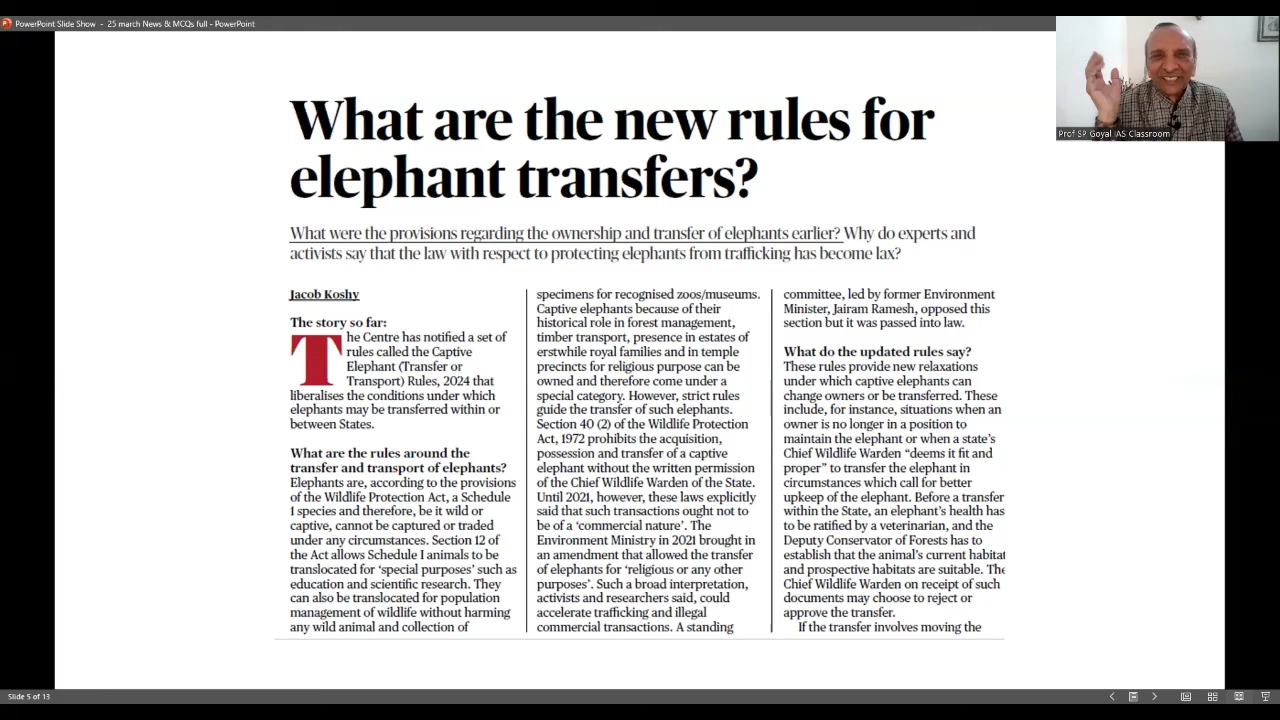 PowerPoint Slide Show - 25 march News & MCQs full - PowerPoint
Prof SP Goyal IAS Classroom
What are the new rules for
elephant transfers?
What were the provisions regarding the ownership and transfer of elephants earlier? Why do experts and
activists say that the law with respect to protecting elephants from trafficking has become lax?
Jacob Koshy
The story so far:
The Centre has notified a set of
rules called the Captive
Elephant (Transfer or
Transport) Rules, 2024 that
liberalises the conditions under which
elephants may be transferred within or
between States.
What are the rules around the
transfer and transport of elephants?
Elephants are, according to the provisions
of the Wildlife Protection Act, a Schedule
1 species and therefore, be it wild or
captive, cannot be captured or traded
under any circumstances. Section 12 of
the Act allows Schedule I animals to be
translocated for ‘special purposes’ such as
education and scientific research. They
can also be translocated for population
management of wildlife without harming
any wild animal and collection of
specimens for recognised zoos/museums.
Captive elephants because of their
historical role in forest management,
timber transport, presence in estates of
erstwhile royal families and in temple
precincts for religious purpose can be
owned and therefore come under a
special category. However, strict rules
guide the transfer of such elephants.
Section 40 (2) of the Wildlife Protection
Act, 1972 prohibits the acquisition,
possession and transfer of a captive
elephant without the written permission
of the Chief Wildlife Warden of the State.
Until 2021, however, these laws explicitly
said that such transactions ought not to
be of a ‘commercial nature’. The
Environment Ministry in 2021 brought in
an amendment that allowed the transfer
of elephants for ‘religious or any other
purposes’. Such a broad interpretation,
activists and researchers said, could
accelerate trafficking and illegal
commercial transactions. A standing
committee, led by former Environment
Minister, Jairam Ramesh, opposed this
section but it was passed into law.
What do the updated rules say?
These rules provide new relaxations
under which captive elephants can
change owners or be transferred. These
include, for instance, situations when an
owner is no longer in a position to
maintain the elephant or when a state’s
Chief Wildlife Warden “deems it fit and
proper” to transfer the elephant in
circumstances which call for better
upkeep of the elephant. Before a transfer
within the State, an elephant’s health has
to be ratified by a veterinarian, and the
Deputy Conservator of Forests has to
establish that the animal’s current habitat
and prospective habitats are suitable. The
Chief Wildlife Warden on receipt of such
documents may choose to reject or
approve the transfer.
If the transfer involves moving the
Slide 5 of 13